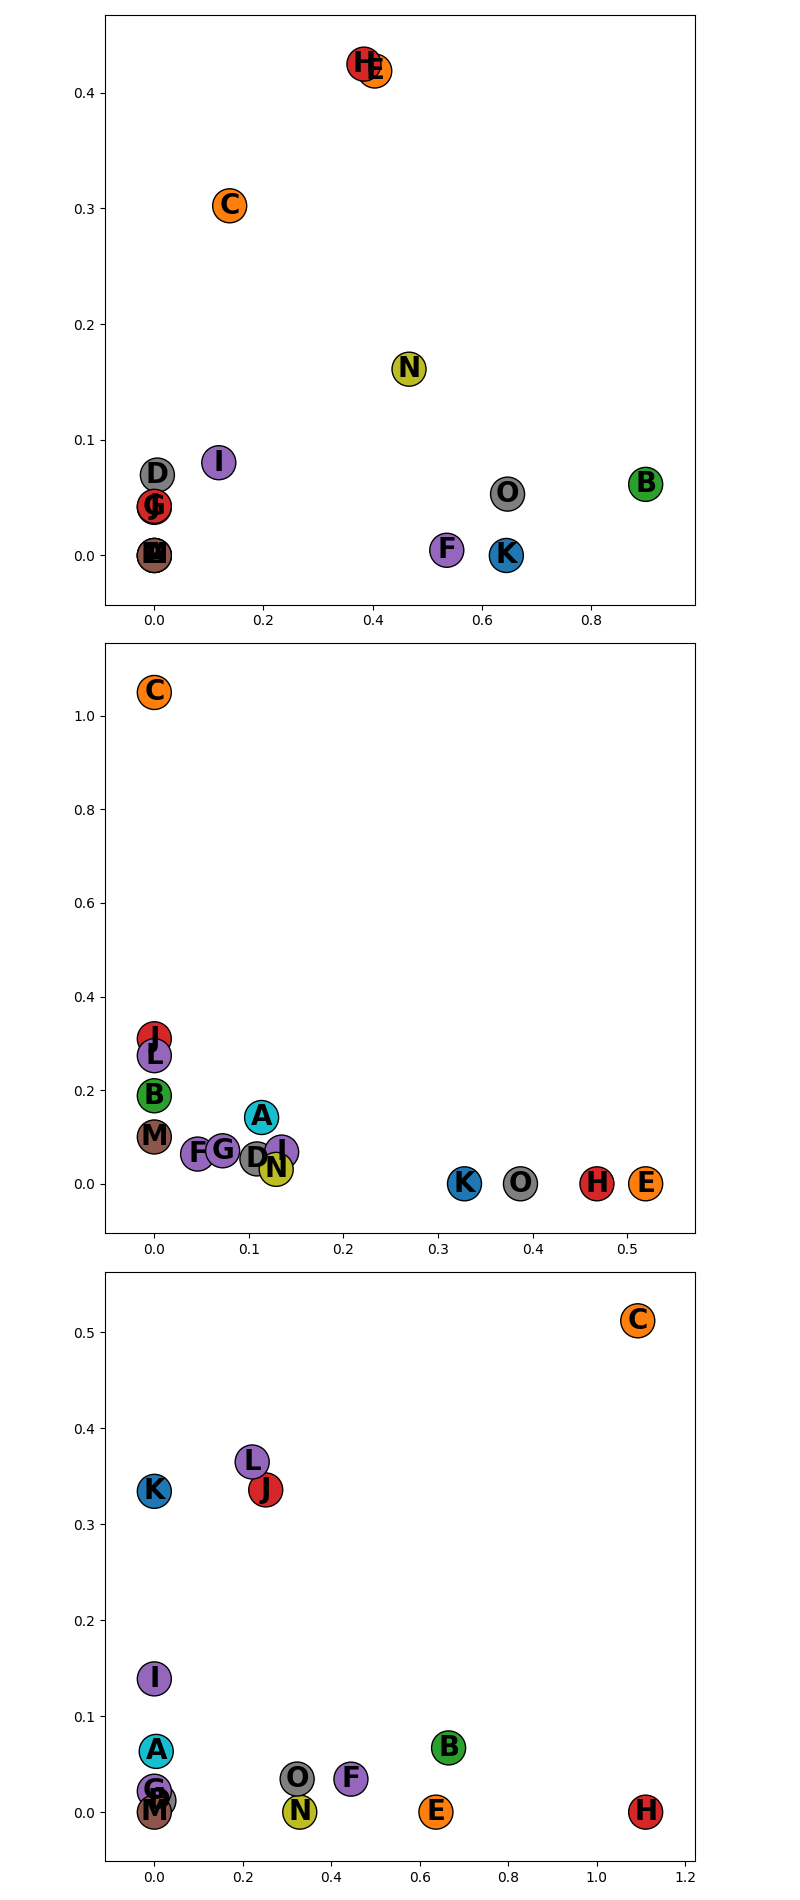 H E
0.4
C
0.3
0.2
N
0.1
D I O B
G
F K
0.0
0.0 0.2 0.4 0.6 0.8
C
1.0
0.8
0.6
0.4
J
L
0.2
B
A
M
F G D I
N
0.0
K O H E
0.0 0.1 0.2 0.3 0.4 0.5
C
0.5
0.4
L
K J
0.3
0.2
I
0.1
A B
O F
G
M N E H
0.0
0.0 0.2 0.4 0.6 0.8 1.0 1.2